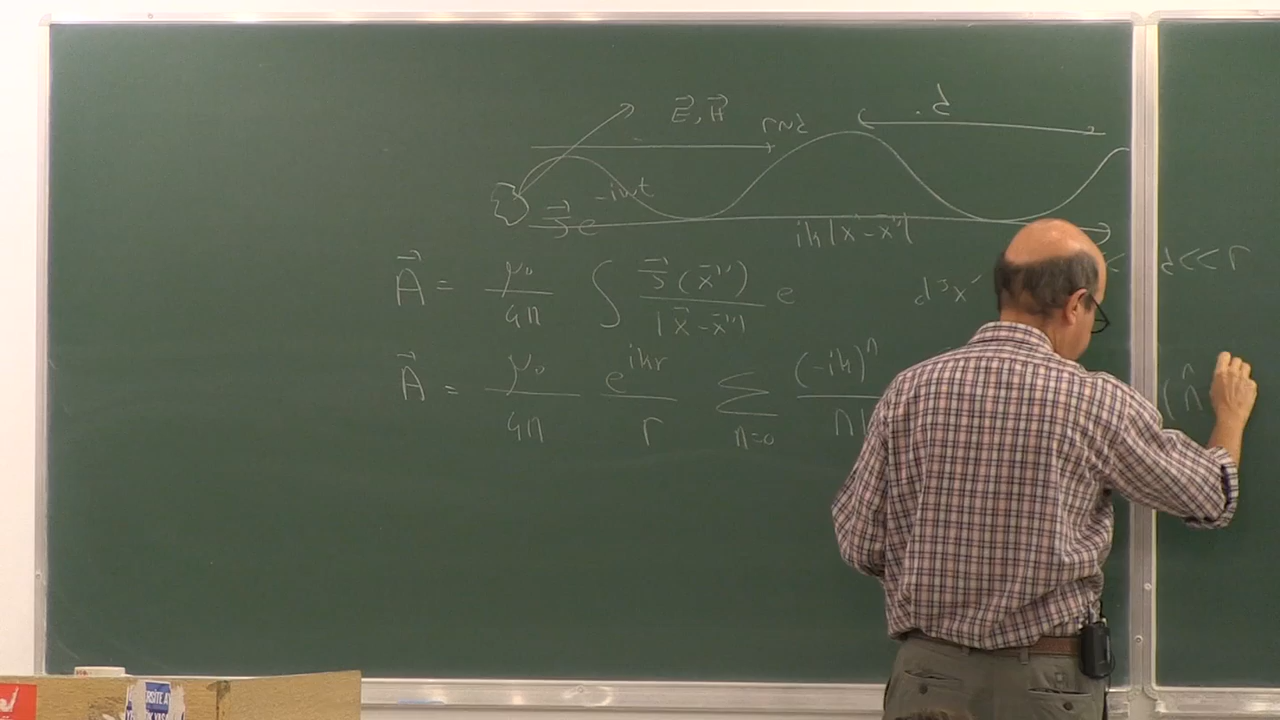 E⃗, H⃗
r~λ
λ
J⃗ e^{-iωt}
A⃗ = μ₀/4π ∫ J⃗(x⃗')/|x⃗-x⃗'| e^{ik|x⃗-x⃗'|} d³x'
λ << r
A⃗ = μ₀/4π e^{ikr}/r Σ_{n=0} (-ik)^n/n! (n̂